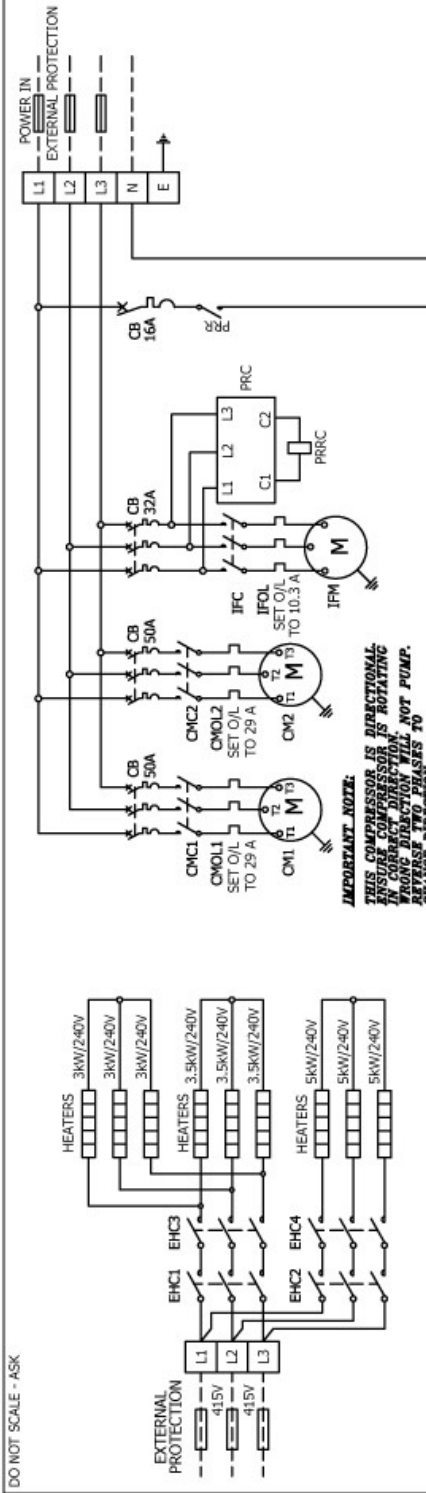 DO NOT SCALE - ASK
EXTERNAL
PROTECTION
415V
415V
L1
L2
L3
EHC1
EHC3
EHC2
EHC4
HEATERS
3kW/240V
3kW/240V
3kW/240V
HEATERS
3.5kW/240V
3.5kW/240V
3.5kW/240V
HEATERS
5kW/240V
5kW/240V
5kW/240V
CB
50A
CMC1
CMOL1
SET O/L
TO 29 A
T1
T2
T3
M
CM1
CB
50A
CMC2
CMOL2
SET O/L
TO 29 A
T1
T2
T3
M
CM2
CB
32A
IFC
IFOL
SET O/L
TO 10.3 A
M
IFM
L1
L2
L3
PRC
C1
C2
PRRC
CB
16A
PRR
POWER IN
EXTERNAL PROTECTION
L1
L2
L3
N
E
IMPORTANT NOTE:
THIS COMPRESSOR IS DIRECTIONAL.
ENSURE COMPRESSOR IS ROTATING
IN CORRECT DIRECTION.
WRONG DIRECTION WILL NOT PUMP.
REVERSE TWO PHASES TO